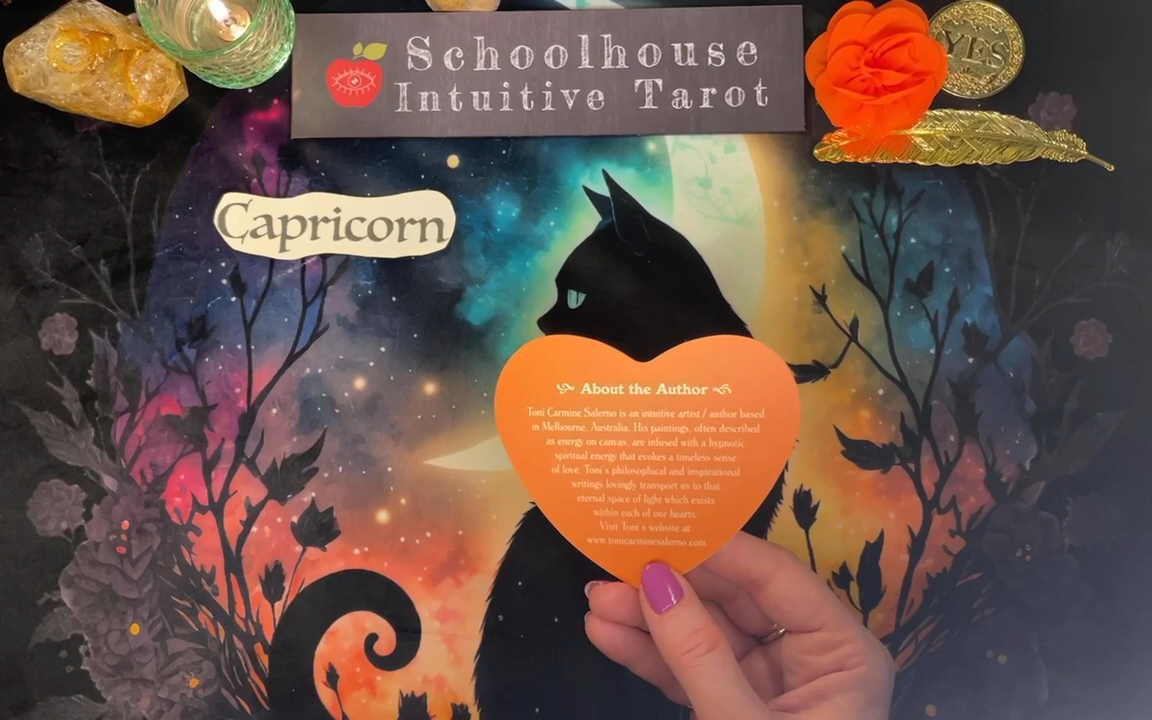 Schoolhouse
Intuitive Tarot
YES
Capricorn
About the Author
Toni Carmine Salerno is an intuitive artist / author based
in Melbourne, Australia. His paintings, often described
as energy on canvas, are infused with a hypnotic
spiritual energy that evokes a timeless sense
of love. Toni's philosophical and inspirational
writings lovingly transport us to that
eternal space of light which exists
within each of our hearts.
Visit Toni's website at
www.tonicarminesalerno.com